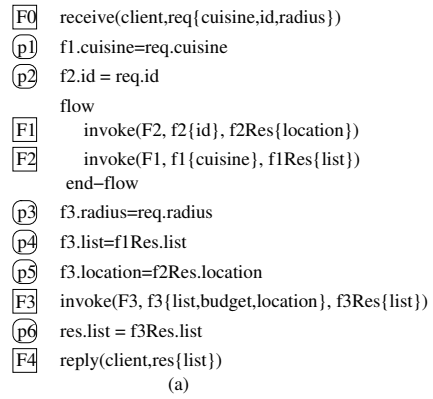 F0 receive(client,req{cuisine,id,radius})
p1 f1.cuisine=req.cuisine
p2 f2.id = req.id
flow
F1 invoke(F2, f2{id}, f2Res{location})
F2 invoke(F1, f1{cuisine}, f1Res{list})
end−flow
p3 f3.radius=req.radius
p4 f3.list=f1Res.list
p5 f3.location=f2Res.location
F3 invoke(F3, f3{list,budget,location}, f3Res{list})
p6 res.list = f3Res.list
F4 reply(client,res{list})
(a)